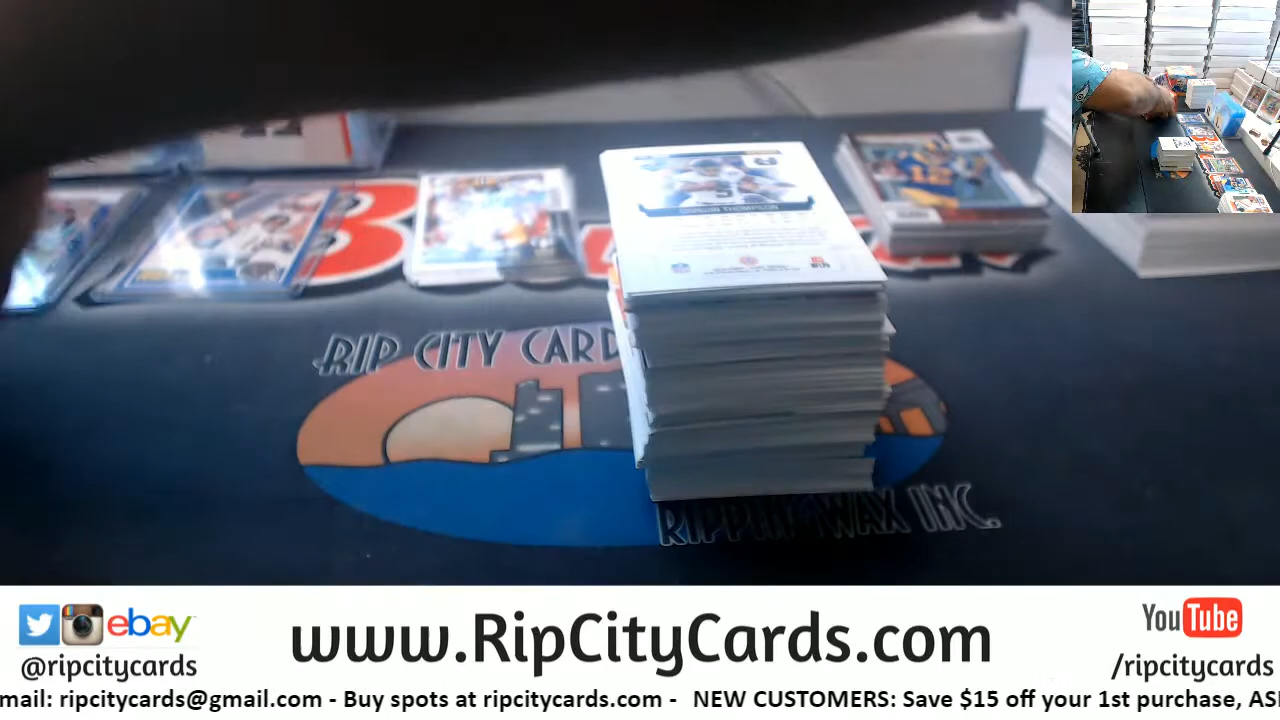 RIP CITY CARD
RIPPIN' WAX INC.
ebay
www.RipCityCards.com
YouTube
@ripcitycards
/ripcitycards
mail: ripcitycards@gmail.com - Buy spots at ripcitycards.com - NEW CUSTOMERS: Save $15 off your 1st purchase, AS